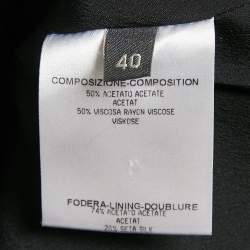 40
COMPOSIZIONE-COMPOSITION
50% ACETATO ACETATE
ACETAT
50% VISCOSA RAYON VISCOSE
VISKOSE
FODERA-LINING-DOUBLURE
74% ACETATO ACETATE
ACETAT
26% SETA SILK